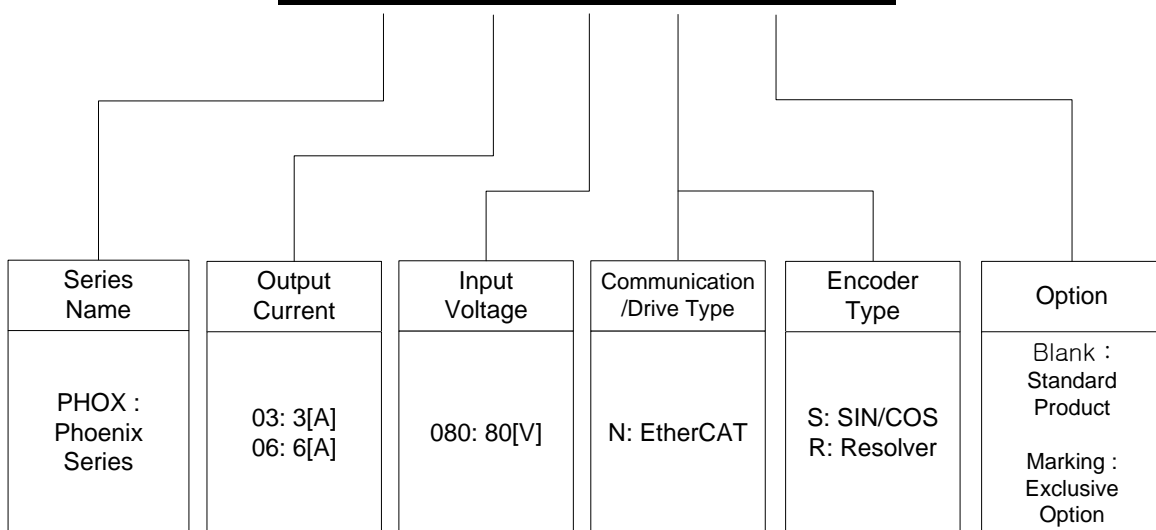 Series
Name
Output
Current
Input
Voltage
Communication
/Drive Type
Encoder
Type
Option
PHOX :
Phoenix
Series
03: 3[A]
06: 6[A]
080: 80[V]
N: EtherCAT
S: SIN/COS
R: Resolver
Blank :
Standard
Product
Marking :
Exclusive
Option